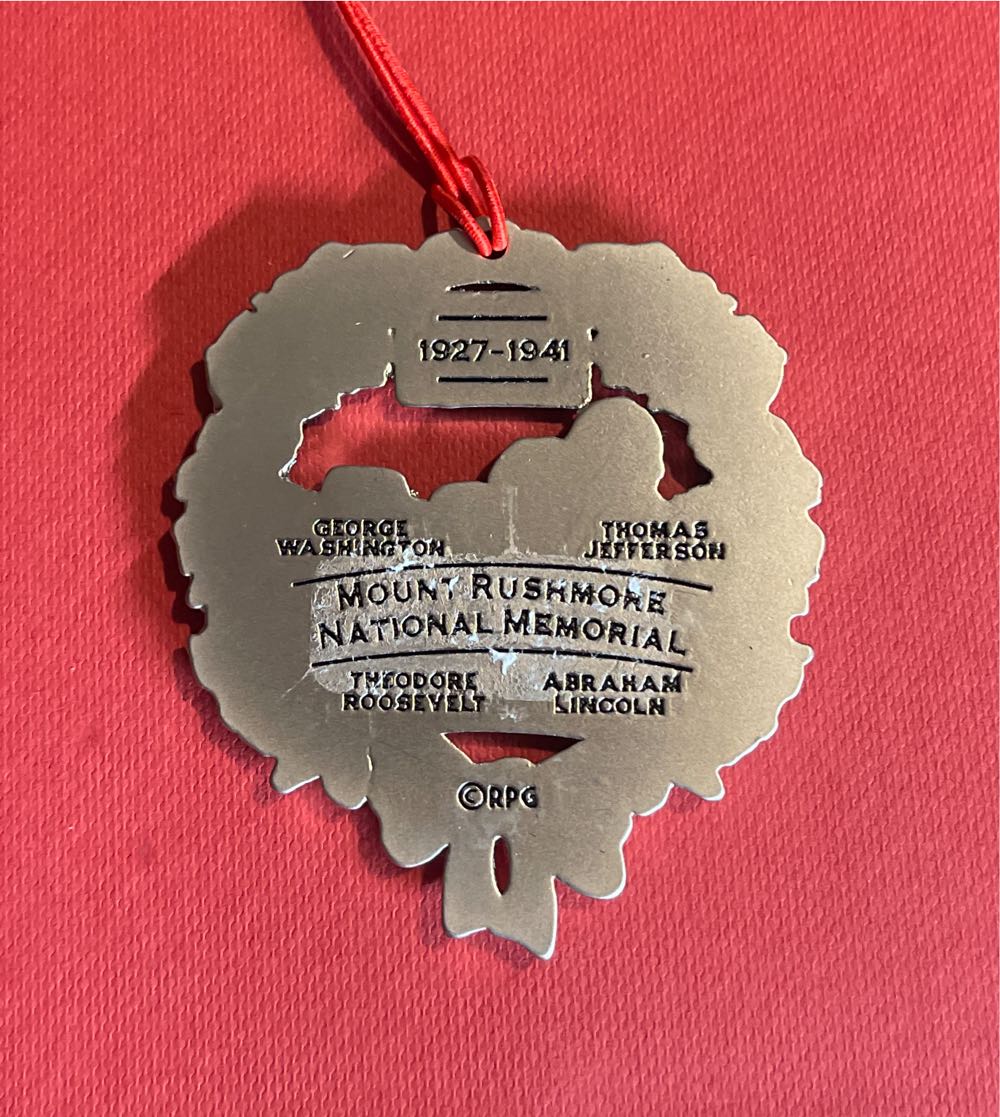 1927-1941
GEORGE
WASHINGTON
THOMAS
JEFFERSON
MOUNT RUSHMORE
NATIONAL MEMORIAL
THEODORE
ROOSEVELT
ABRAHAM
LINCOLN
©RPG